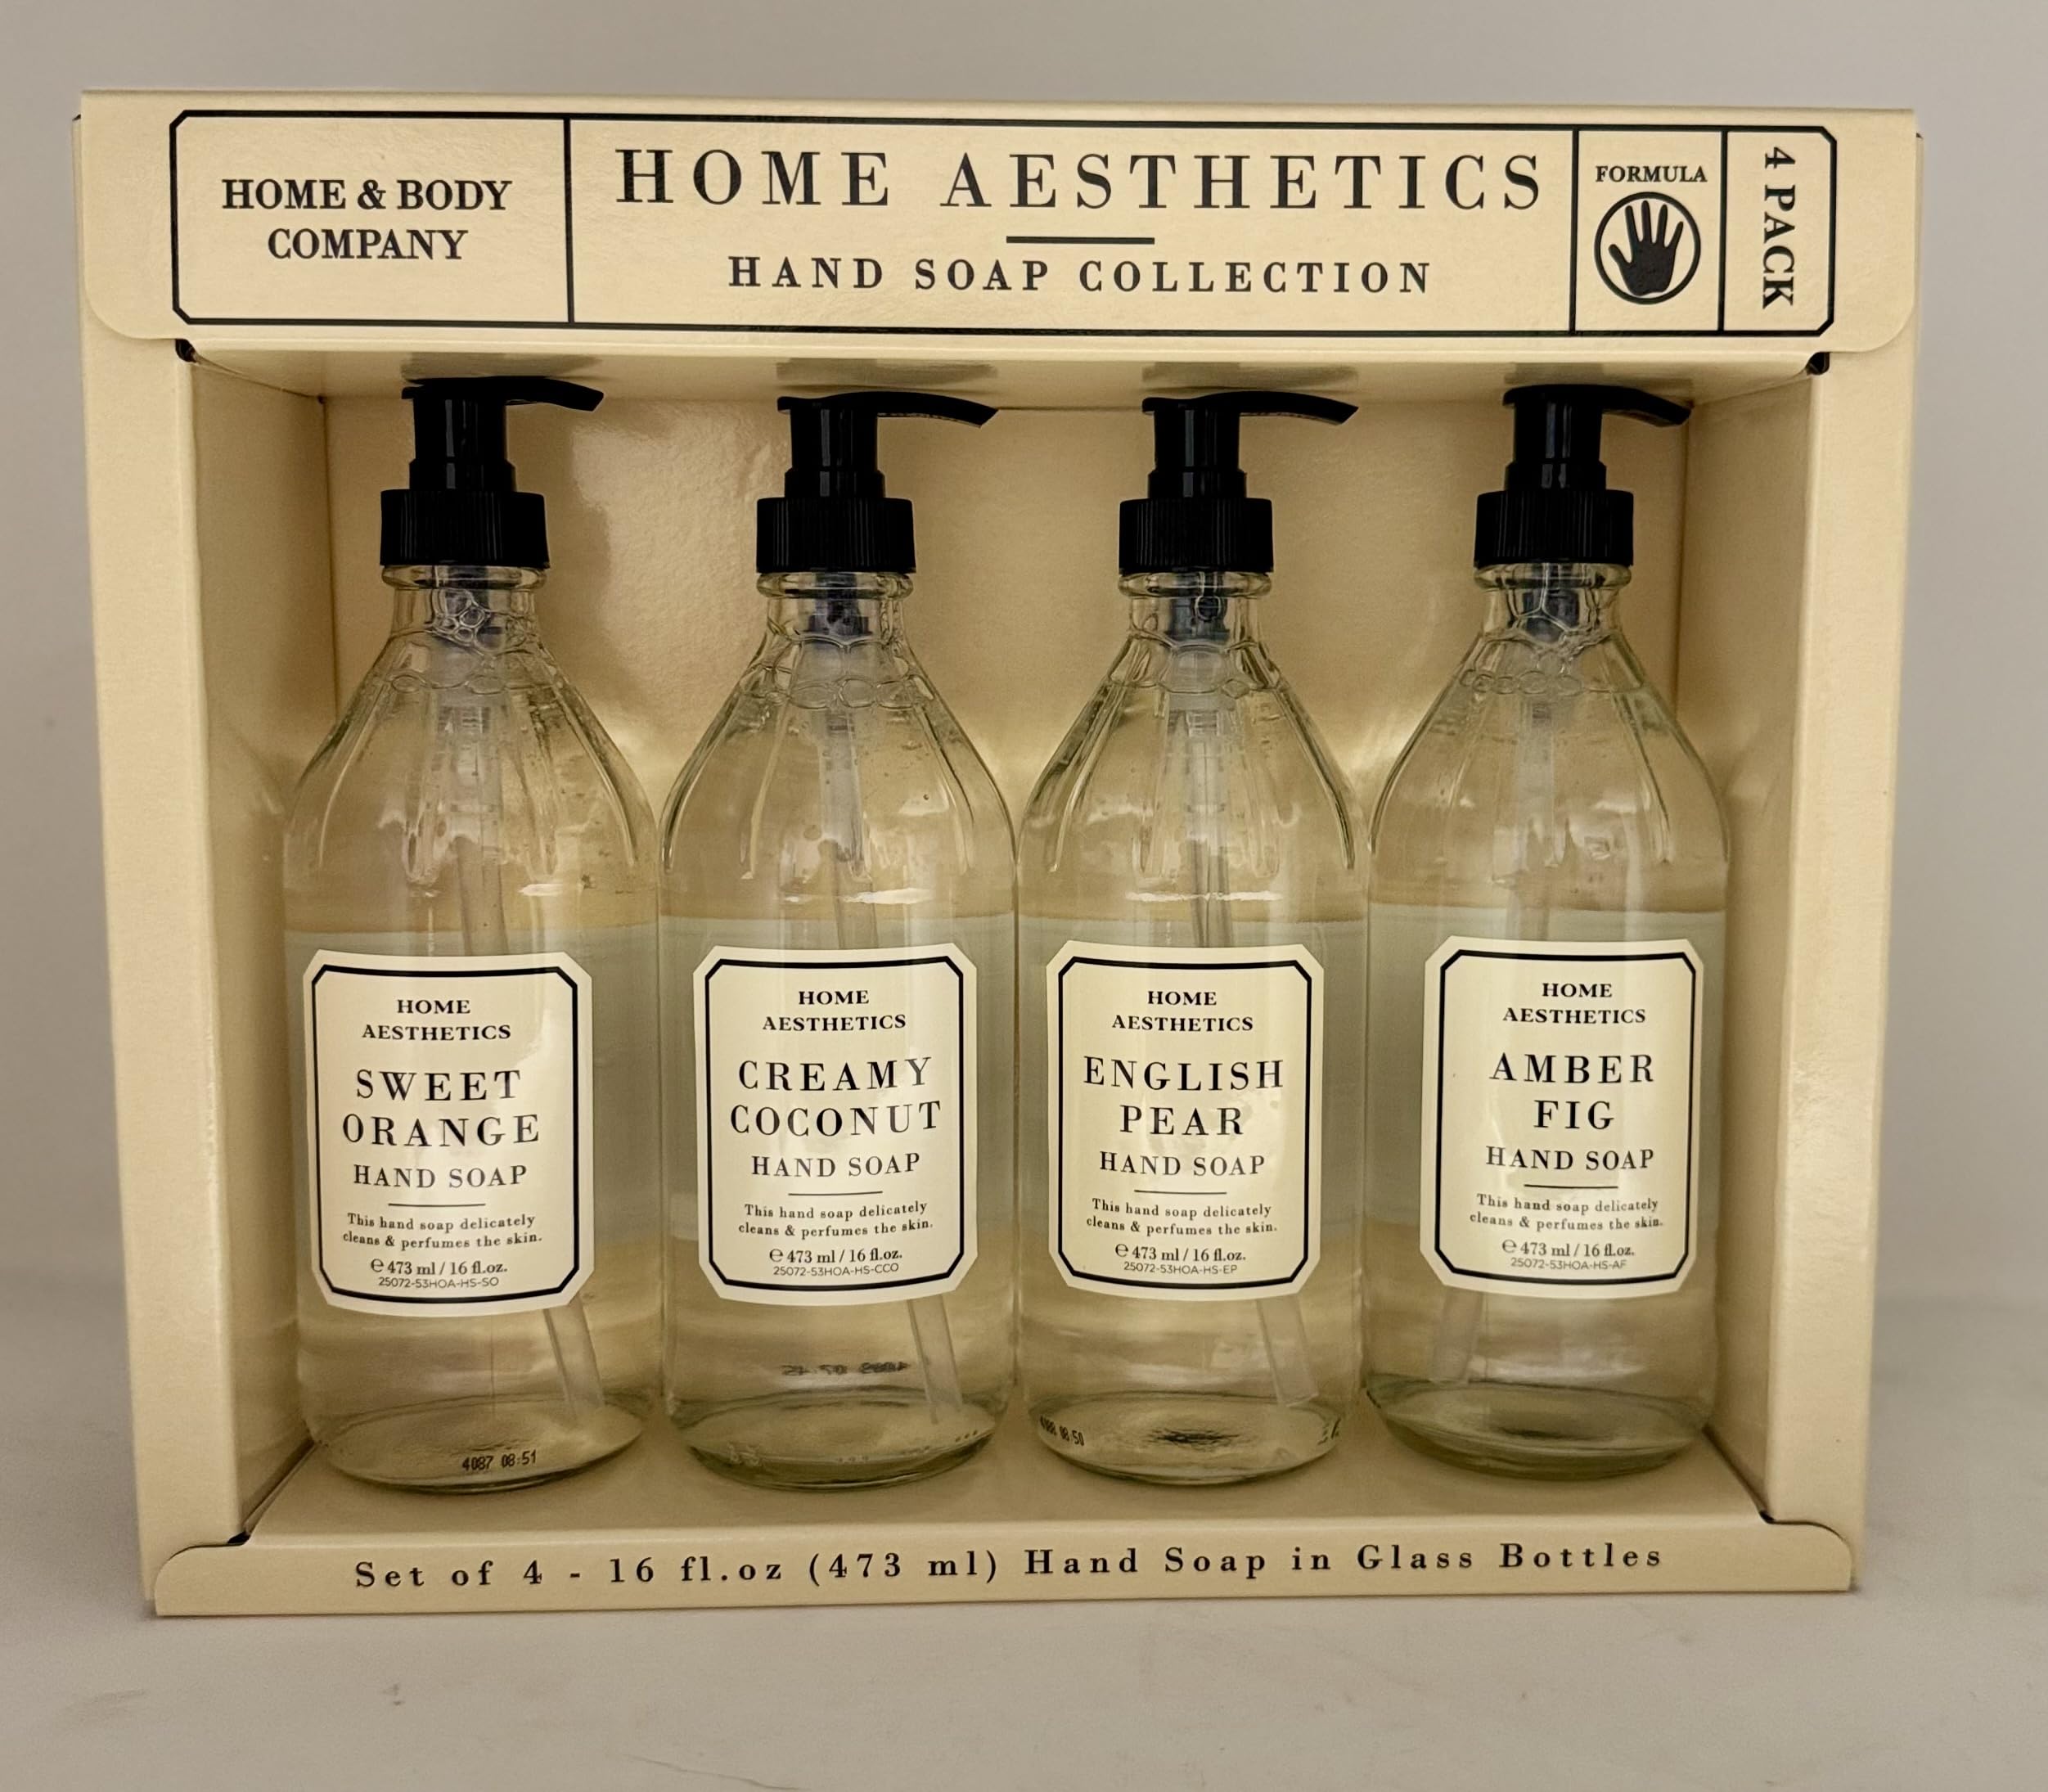 HOME & BODY
COMPANY
HOME AESTHETICS
HAND SOAP COLLECTION
FORMULA
4 PACK
HOME
AESTHETICS
SWEET
ORANGE
HAND SOAP
This hand soap delicately
cleans & perfumes the skin.
℮ 473 ml / 16 fl.oz.
25072-53HOA-HS-SO
4087 08:51
HOME
AESTHETICS
CREAMY
COCONUT
HAND SOAP
This hand soap delicately
cleans & perfumes the skin.
℮ 473 ml / 16 fl.oz.
25072-53HOA-HS-CCO
HOME
AESTHETICS
ENGLISH
PEAR
HAND SOAP
This hand soap delicately
cleans & perfumes the skin.
℮ 473 ml / 16 fl.oz.
25072-53HOA-HS-EP
08:50
HOME
AESTHETICS
AMBER
FIG
HAND SOAP
This hand soap delicately
cleans & perfumes the skin.
℮ 473 ml / 16 fl.oz.
25072-53HOA-HS-AF
Set of 4 - 16 fl.oz (473 ml) Hand Soap in Glass Bottles